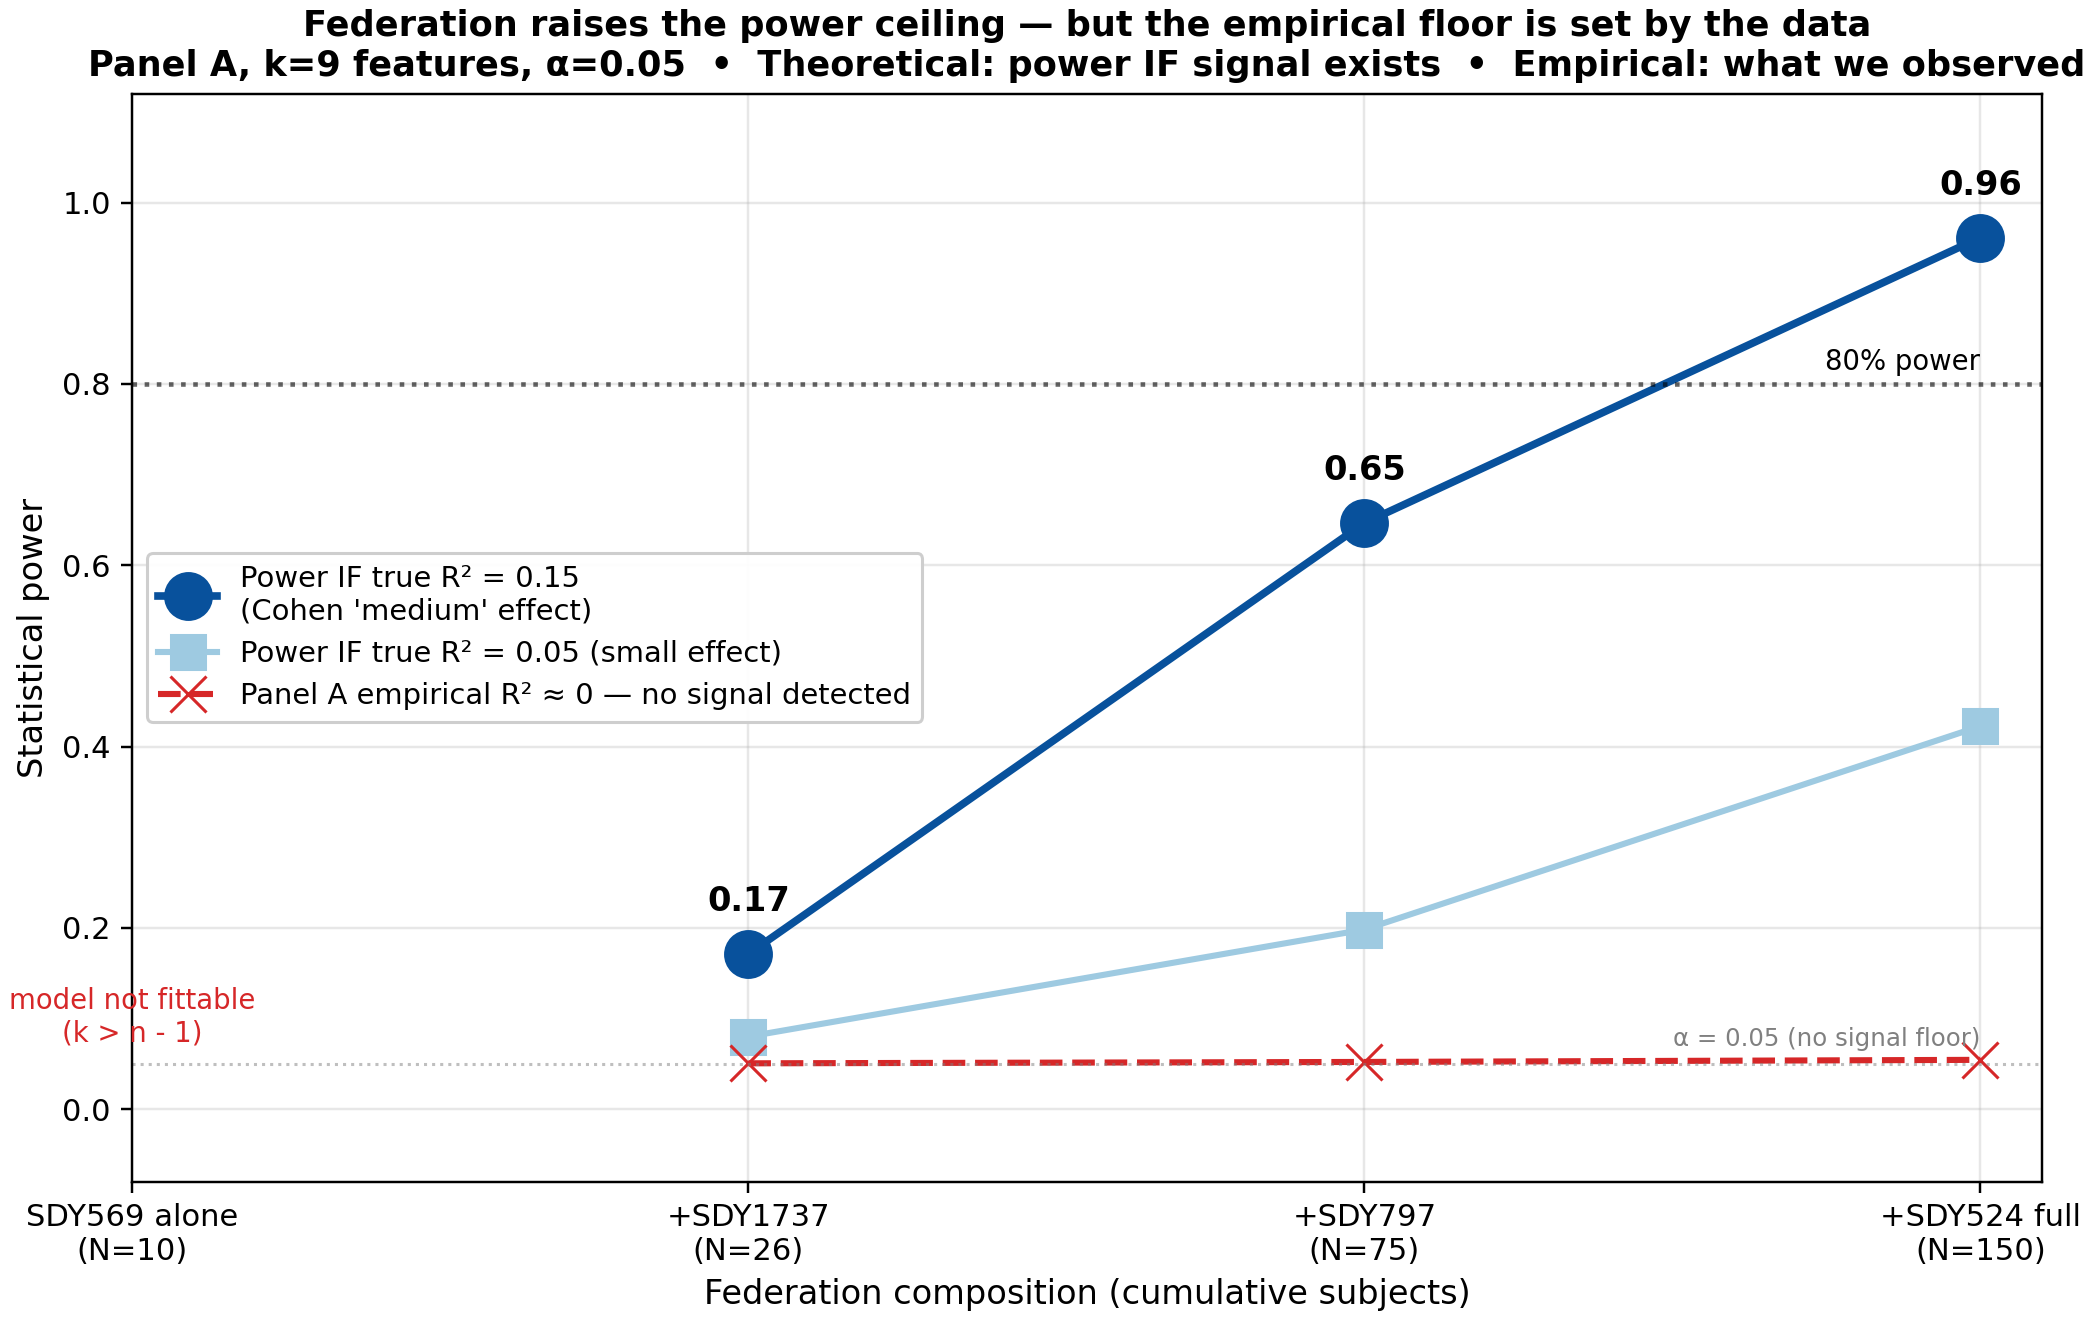 Federation raises the power ceiling — but the empirical floor is set by the data
Panel A, k=9 features, α=0.05 • Theoretical: power IF signal exists • Empirical: what we observed
Statistical power
1.0
0.8
0.6
0.4
0.2
0.0
0.96
80% power
0.65
Power IF true R² = 0.15
(Cohen 'medium' effect)
Power IF true R² = 0.05 (small effect)
Panel A empirical R² ≈ 0 — no signal detected
0.17
model not fittable
(k > n - 1)
α = 0.05 (no signal floor)
SDY569 alone
(N=10)
+SDY1737
(N=26)
+SDY797
(N=75)
+SDY524 full
(N=150)
Federation composition (cumulative subjects)